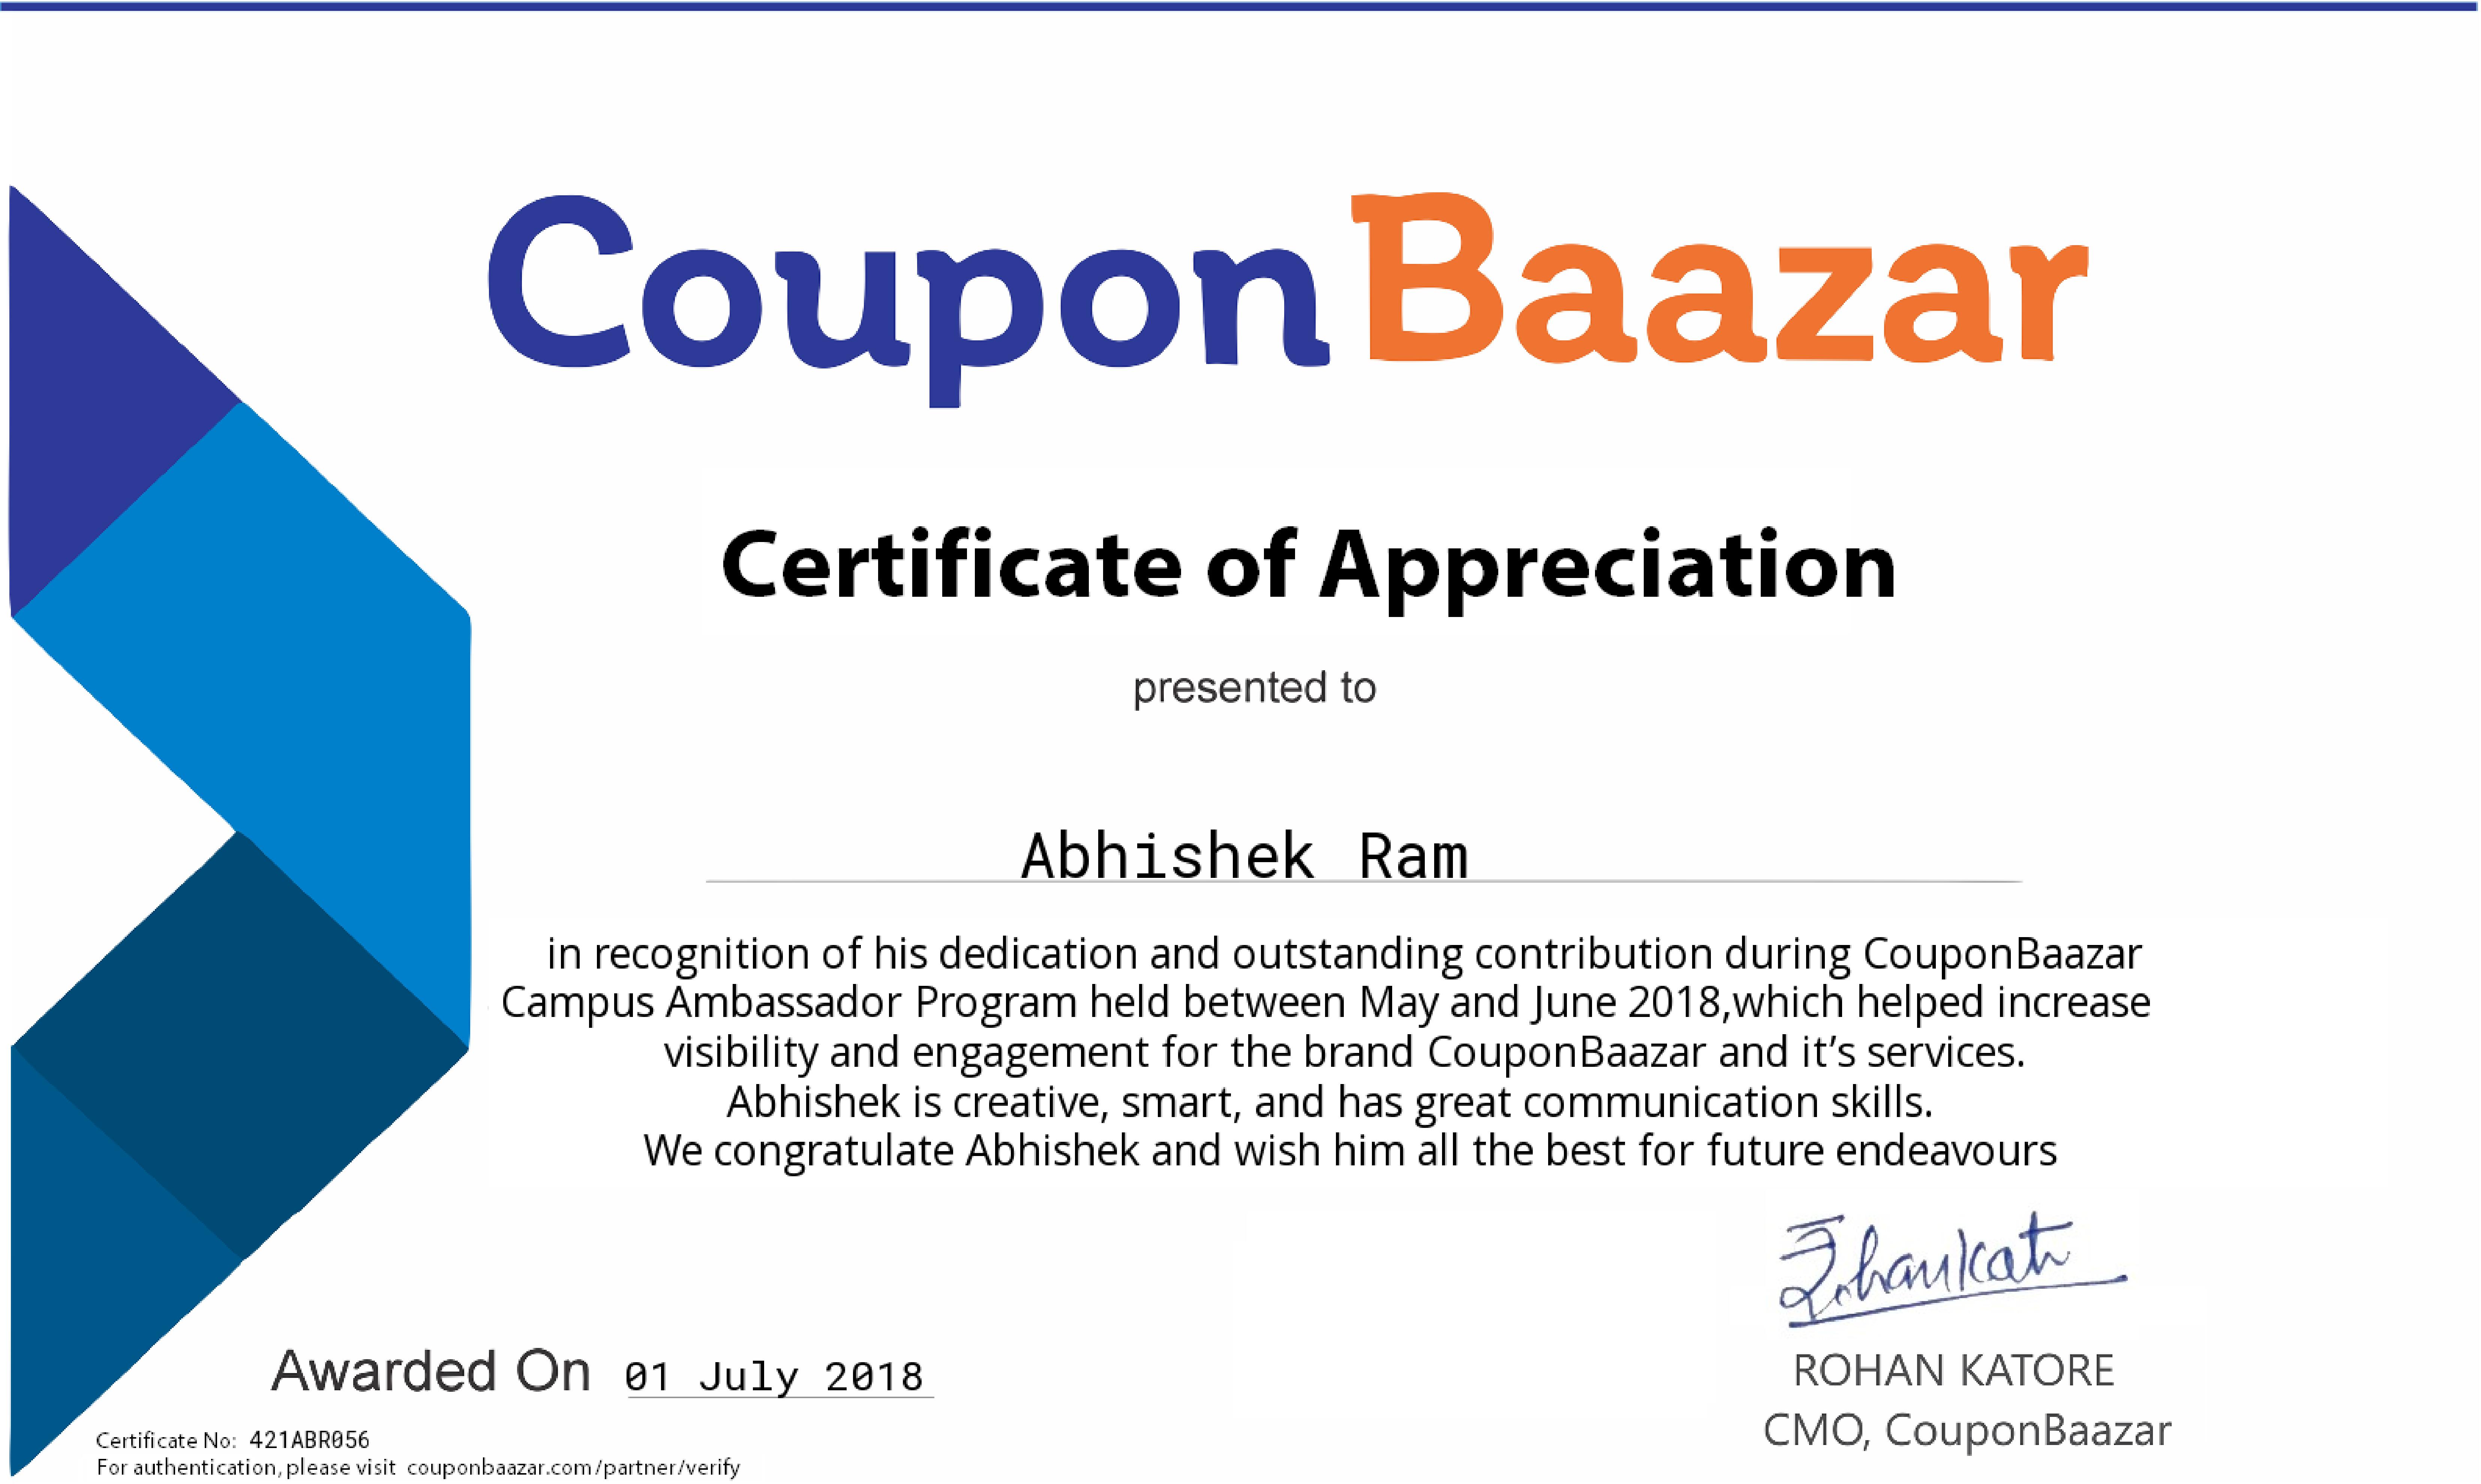 CouponBaazar
Certificate of Appreciation
presented to
Abhishek Ram
in recognition of his dedication and outstanding contribution during CouponBaazar
Campus Ambassador Program held between May and June 2018,which helped increase
visibility and engagement for the brand CouponBaazar and it’s services.
Abhishek is creative, smart, and has great communication skills.
We congratulate Abhishek and wish him all the best for future endeavours
Awarded On 01 July 2018
ROHAN KATORE
CMO, CouponBaazar
Certificate No: 421ABR056
For authentication, please visit couponbaazar.com/partner/verify